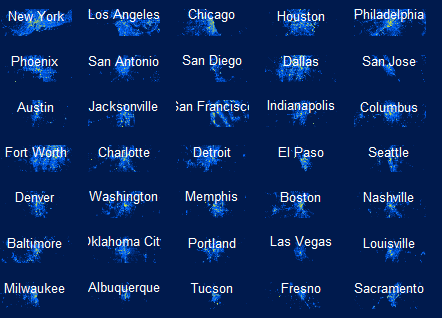 New York Los Angeles Chicago Houston Philadelphia
Phoenix San Antonio San Diego Dallas San Jose
Austin Jacksonville San Francisco Indianapolis Columbus
Fort Worth Charlotte Detroit El Paso Seattle
Denver Washington Memphis Boston Nashville
Baltimore Oklahoma City Portland Las Vegas Louisville
Milwaukee Albuquerque Tucson Fresno Sacramento